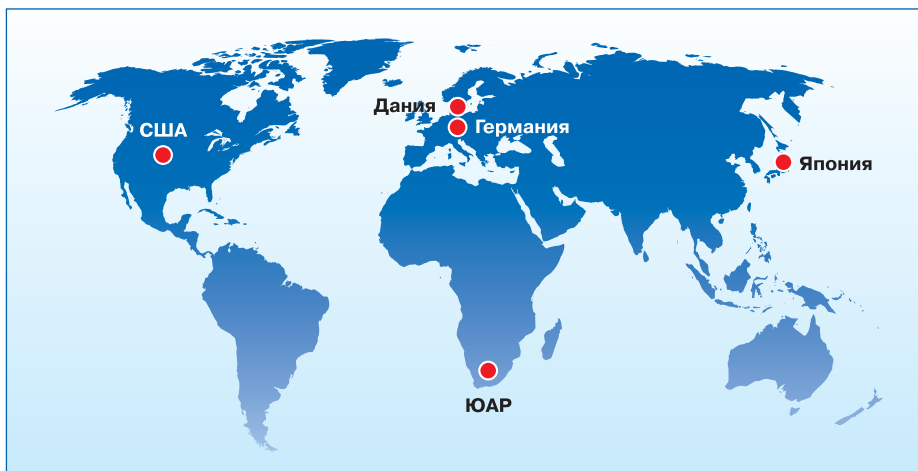 Дания
США
Германия
Япония
ЮАР